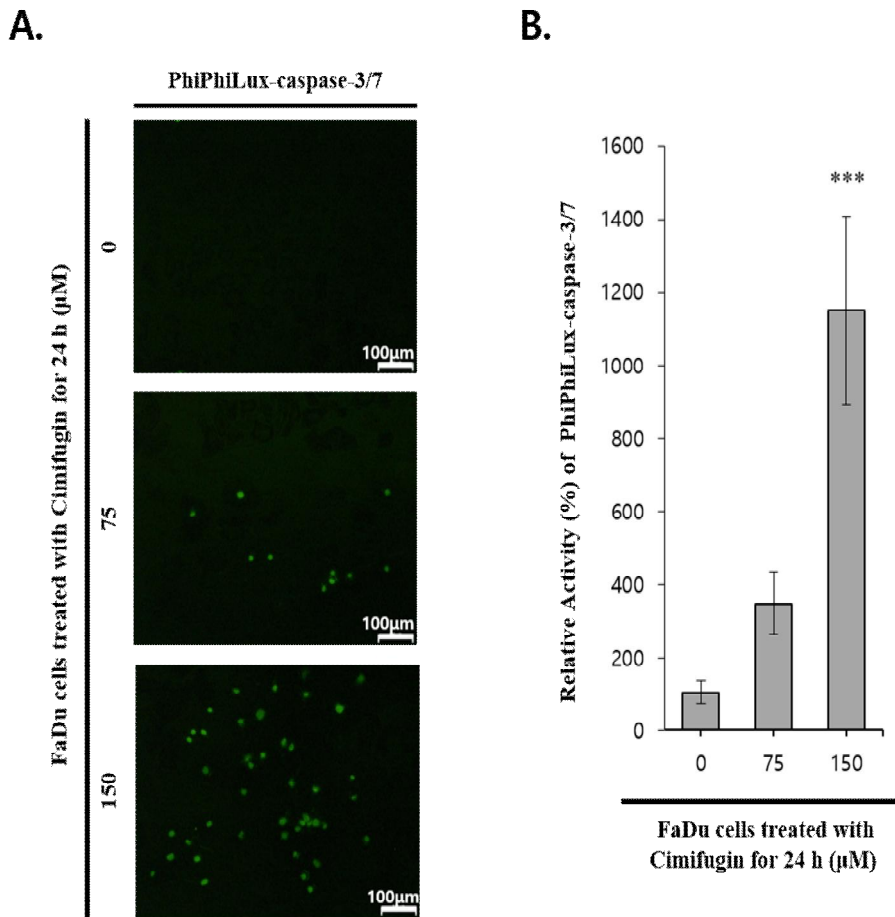 A.
PhiPhiLux-caspase-3/7
FaDu cells treated with Cimifugin for 24 h (μM)
0
100μm
75
100μm
150
100μm
B.
Relative Activity (%) of PhiPhiLux-caspase-3/7
1600
1400
1200
1000
800
600
400
200
0
***
0 75 150
FaDu cells treated with
Cimifugin for 24 h (μM)